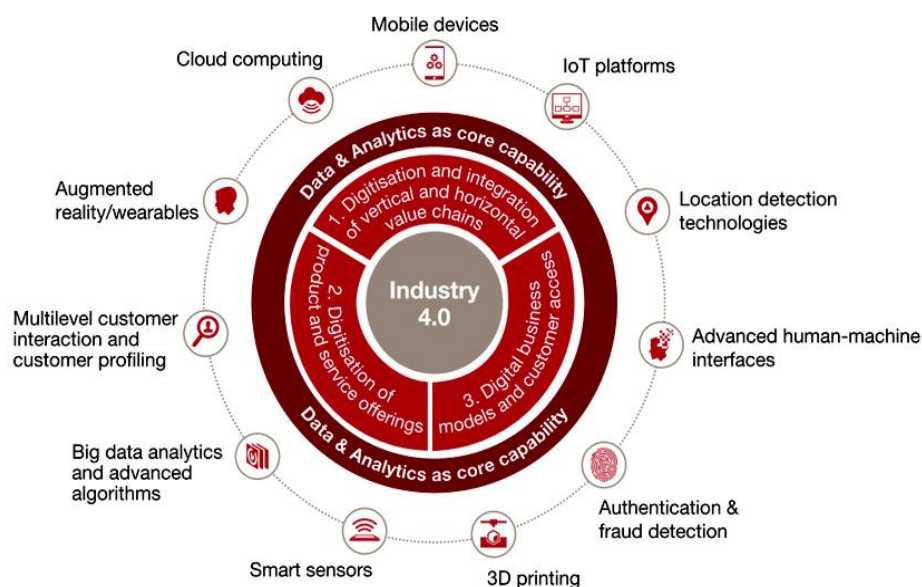 Mobile devices
Cloud computing
IoT platforms
Augmented
reality/wearables
Location detection
technologies
Multilevel customer
interaction and
customer profiling
Advanced human-machine
interfaces
Big data analytics
and advanced
algorithms
Authentication &
fraud detection
Smart sensors
3D printing
Data & Analytics as core capability
1. Digitisation and integration
of vertical and horizontal
value chains
2. Digitisation of
product and service offerings
3. Digital business
models and customer access
Industry
4.0
Data & Analytics as core capability